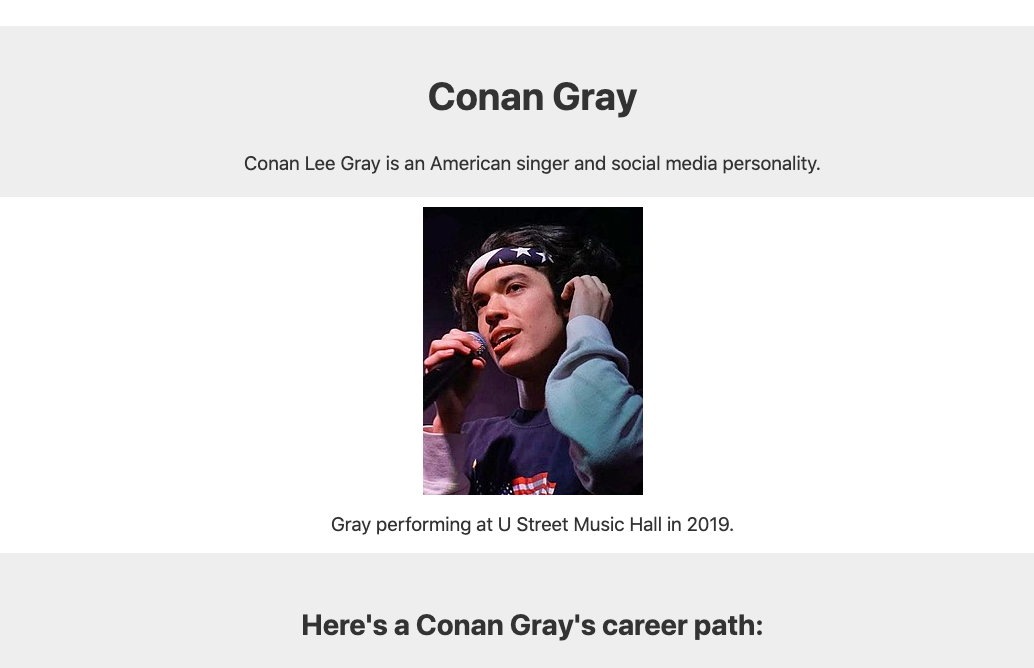 Conan Gray
Conan Lee Gray is an American singer and social media personality.
Gray performing at U Street Music Hall in 2019.
Here's a Conan Gray's career path: